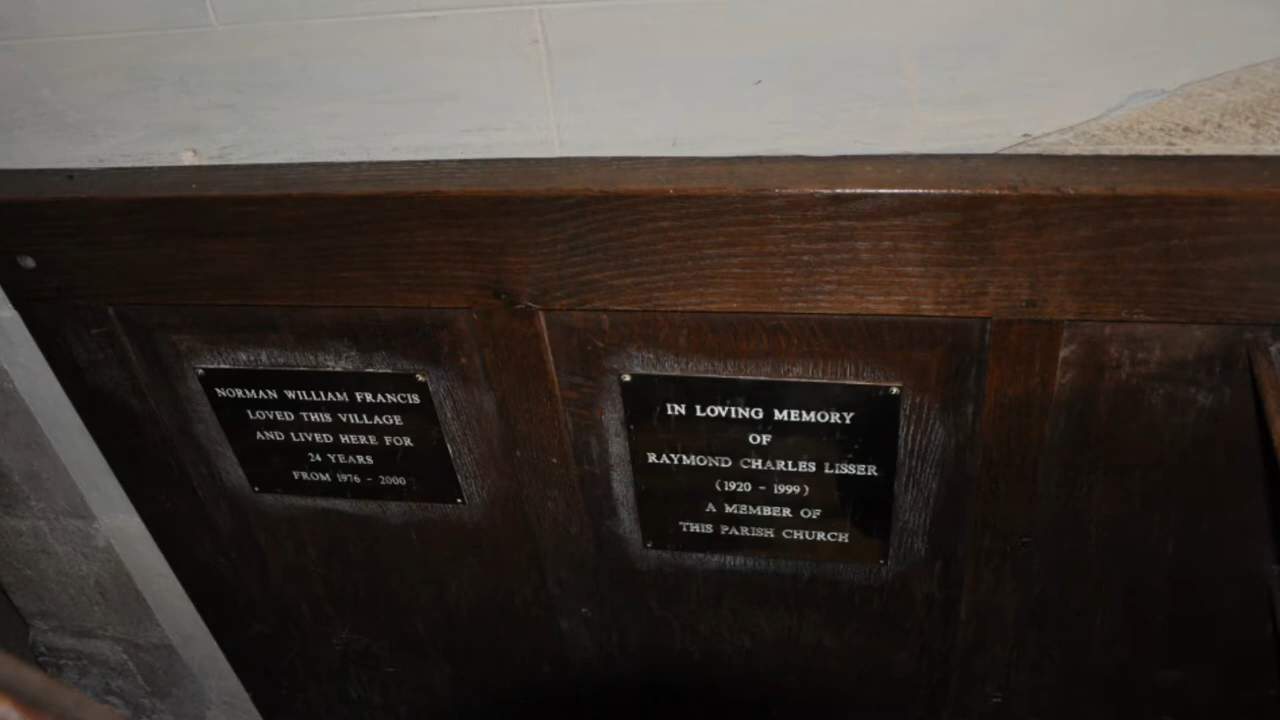 NORMAN WILLIAM FRANCIS
LOVED THIS VILLAGE
AND LIVED HERE FOR
24 YEARS
FROM 1976 - 2000
IN LOVING MEMORY
OF
RAYMOND CHARLES LISSER
(1920 - 1999)
A MEMBER OF
THIS PARISH CHURCH